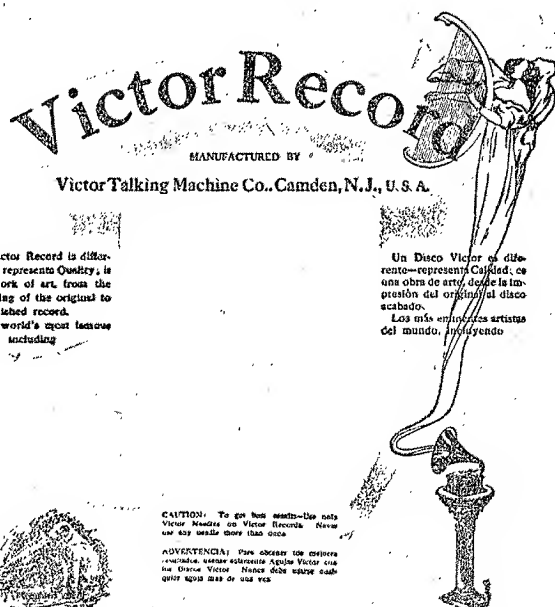 Victor Record
MANUFACTURED BY
Victor Talking Machine Co., Camden, N.J., U.S.A.
ctor Record is differ-
represents Quality; is
ork of art, from the
ing of the original to
ished record.
world's most famous
including
Un Disco Victor es dife-
rente—representa Calidad; es
una obra de arte, desde la im-
presión del original al disco
acabado.
Los más eminentes artistas
del mundo, incluyendo
CAUTION: To get best results—Use only
Victor Needles on Victor Records. Never
use any needle more than once
ADVERTENCIA: Para obtener los mejores
resultados, usense solamente Agujas Victor con
los Discos Victor Nunca debe usarse cual-
quier aguja mas de una vez